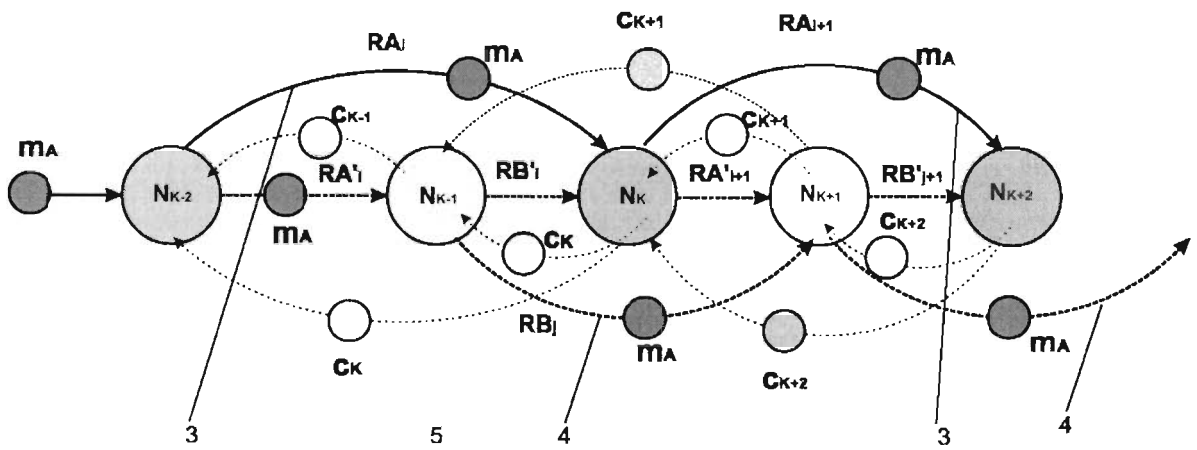 CK+1
RAj
RAj+1
mA
mA
CK-1
CK+1
mA
RA'i
RB'i
RA'i+1
RB'j+1
NK-2
NK-1
NK
NK+1
NK+2
mA
CK
CK+2
RBj
CK
mA
CK+2
mA
3
5
4
3
4